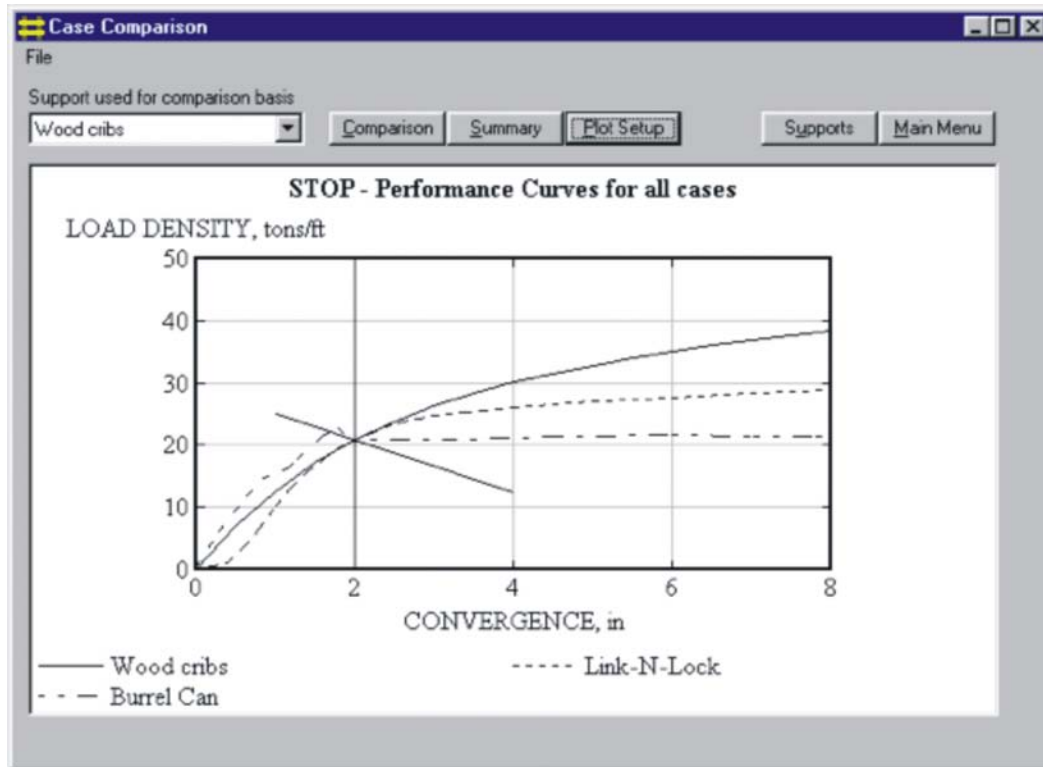 Case Comparison
File
Support used for comparison basis
Wood cribs Comparison Summary Plot Setup Supports Main Menu
STOP - Performance Curves for all cases
LOAD DENSITY, tons/ft
50
40
30
20
10
0
0 2 4 6 8
CONVERGENCE, in
Wood cribs Link-N-Lock
Burrel Can